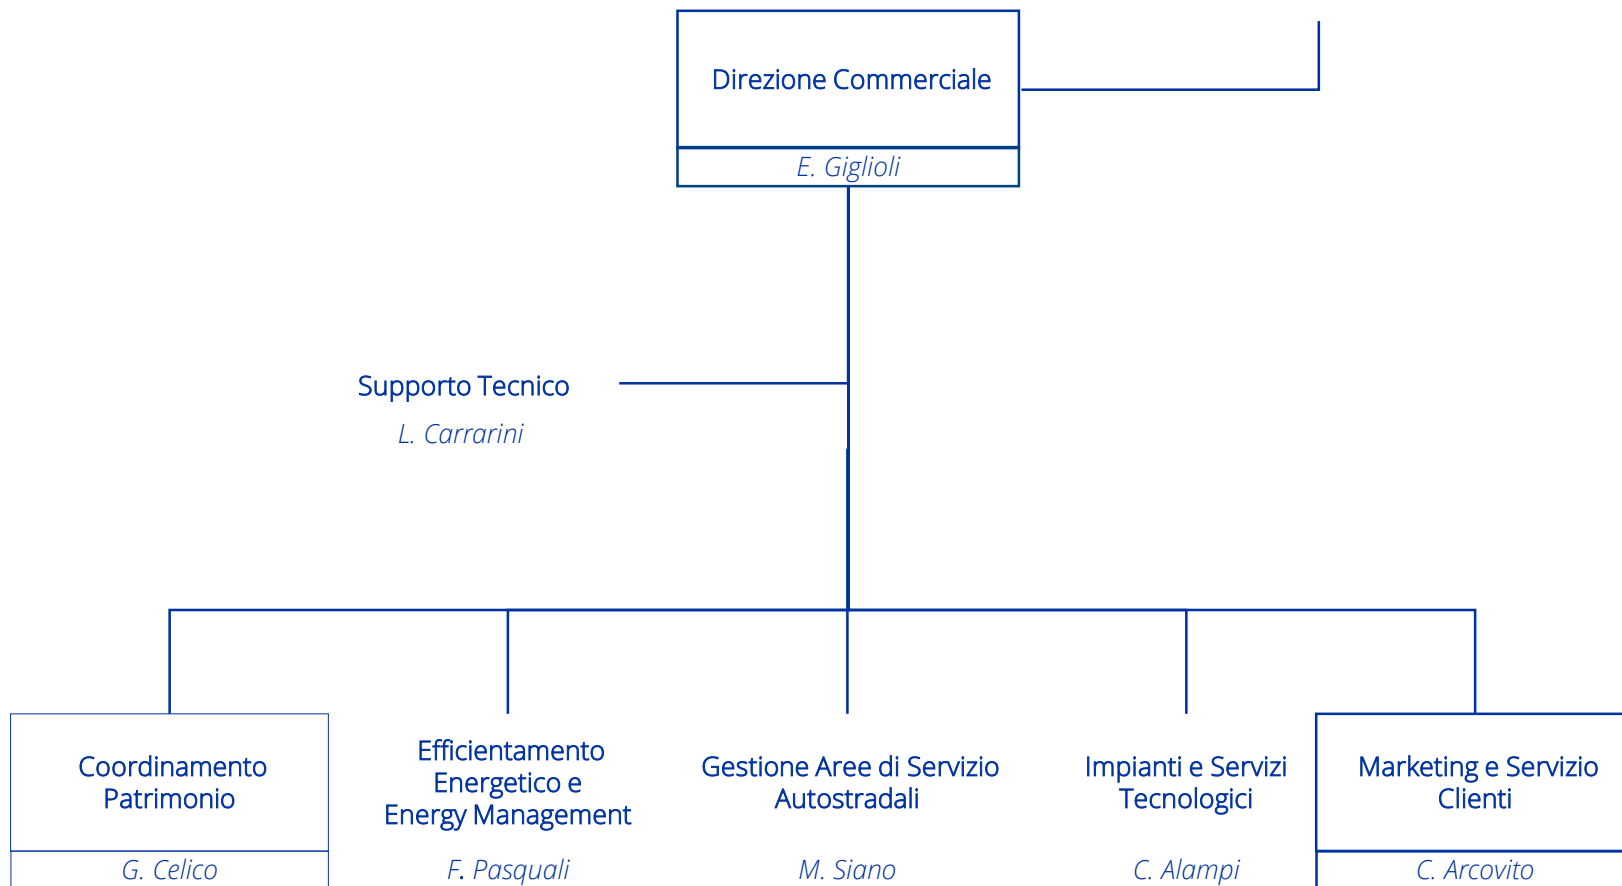 Direzione Commerciale
E. Giglioli
Supporto Tecnico
L. Carrarini
Coordinamento
Patrimonio
G. Celico
Efficientamento
Energetico e
Energy Management
F. Pasquali
Gestione Aree di Servizio
Autostradali
M. Siano
Impianti e Servizi
Tecnologici
C. Alampi
Marketing e Servizio
Clienti
C. Arcovito